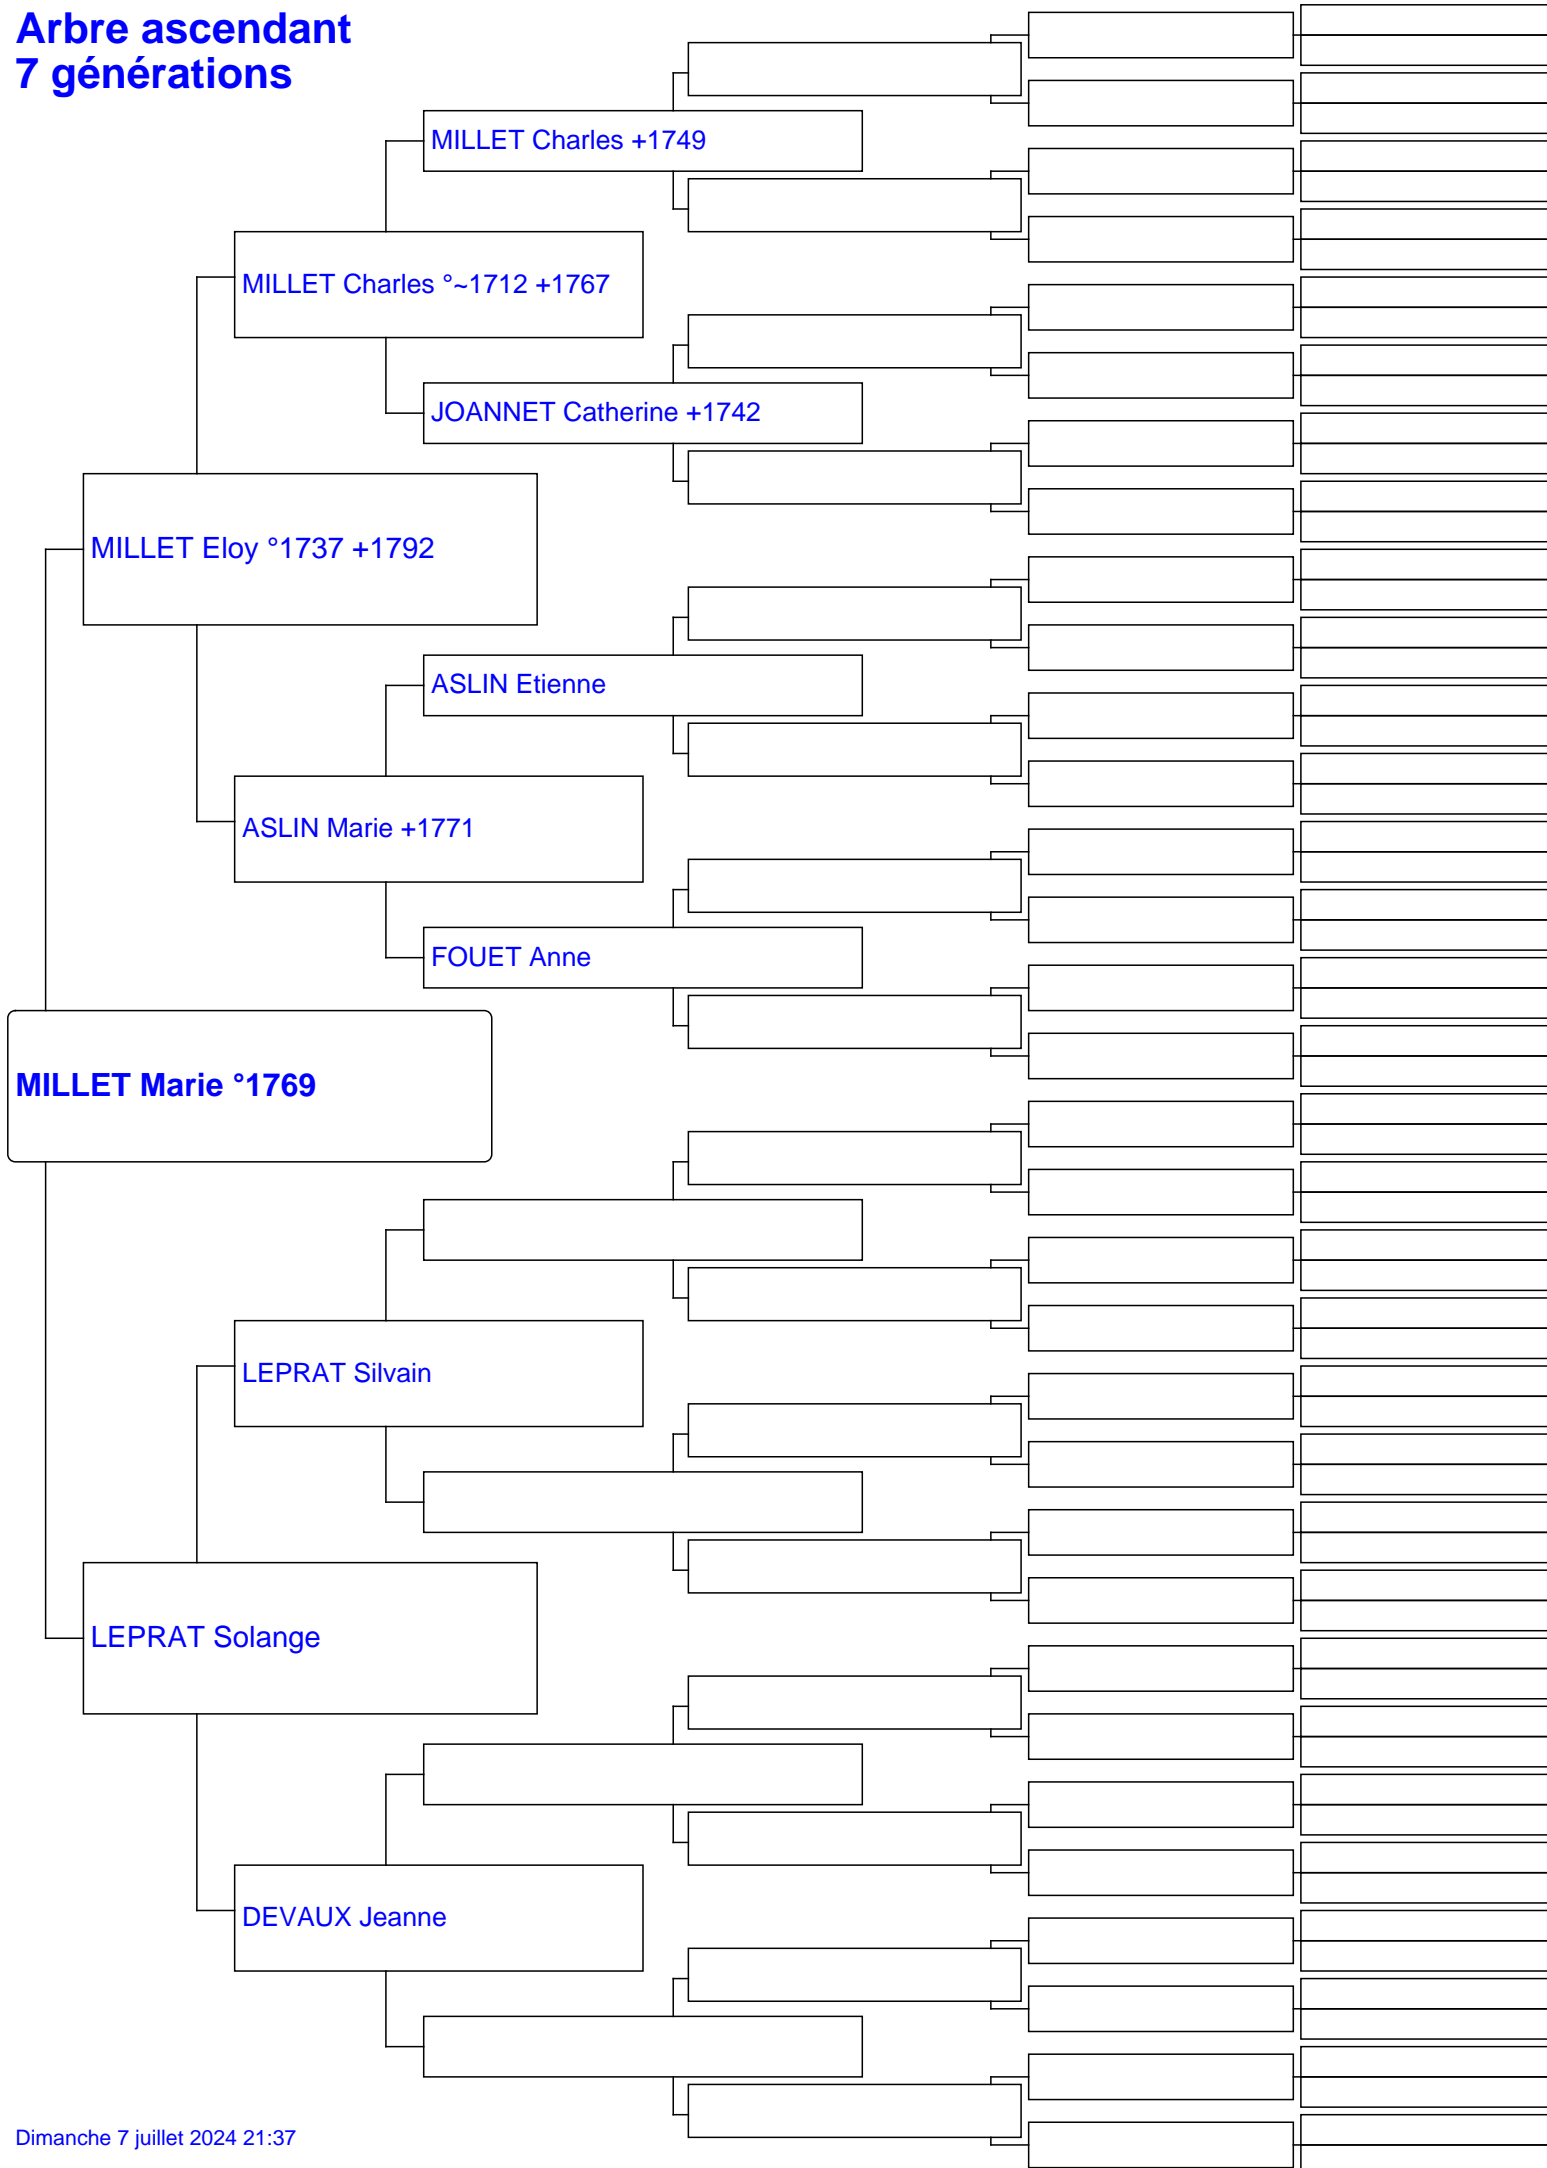 Arbre ascendant
7 générations
MILLET Charles +1749
MILLET Charles °~1712 +1767
JOANNET Catherine +1742
MILLET Eloy °1737 +1792
ASLIN Etienne
ASLIN Marie +1771
FOUET Anne
MILLET Marie °1769
LEPRAT Silvain
LEPRAT Solange
DEVAUX Jeanne
Dimanche 7 juillet 2024 21:37